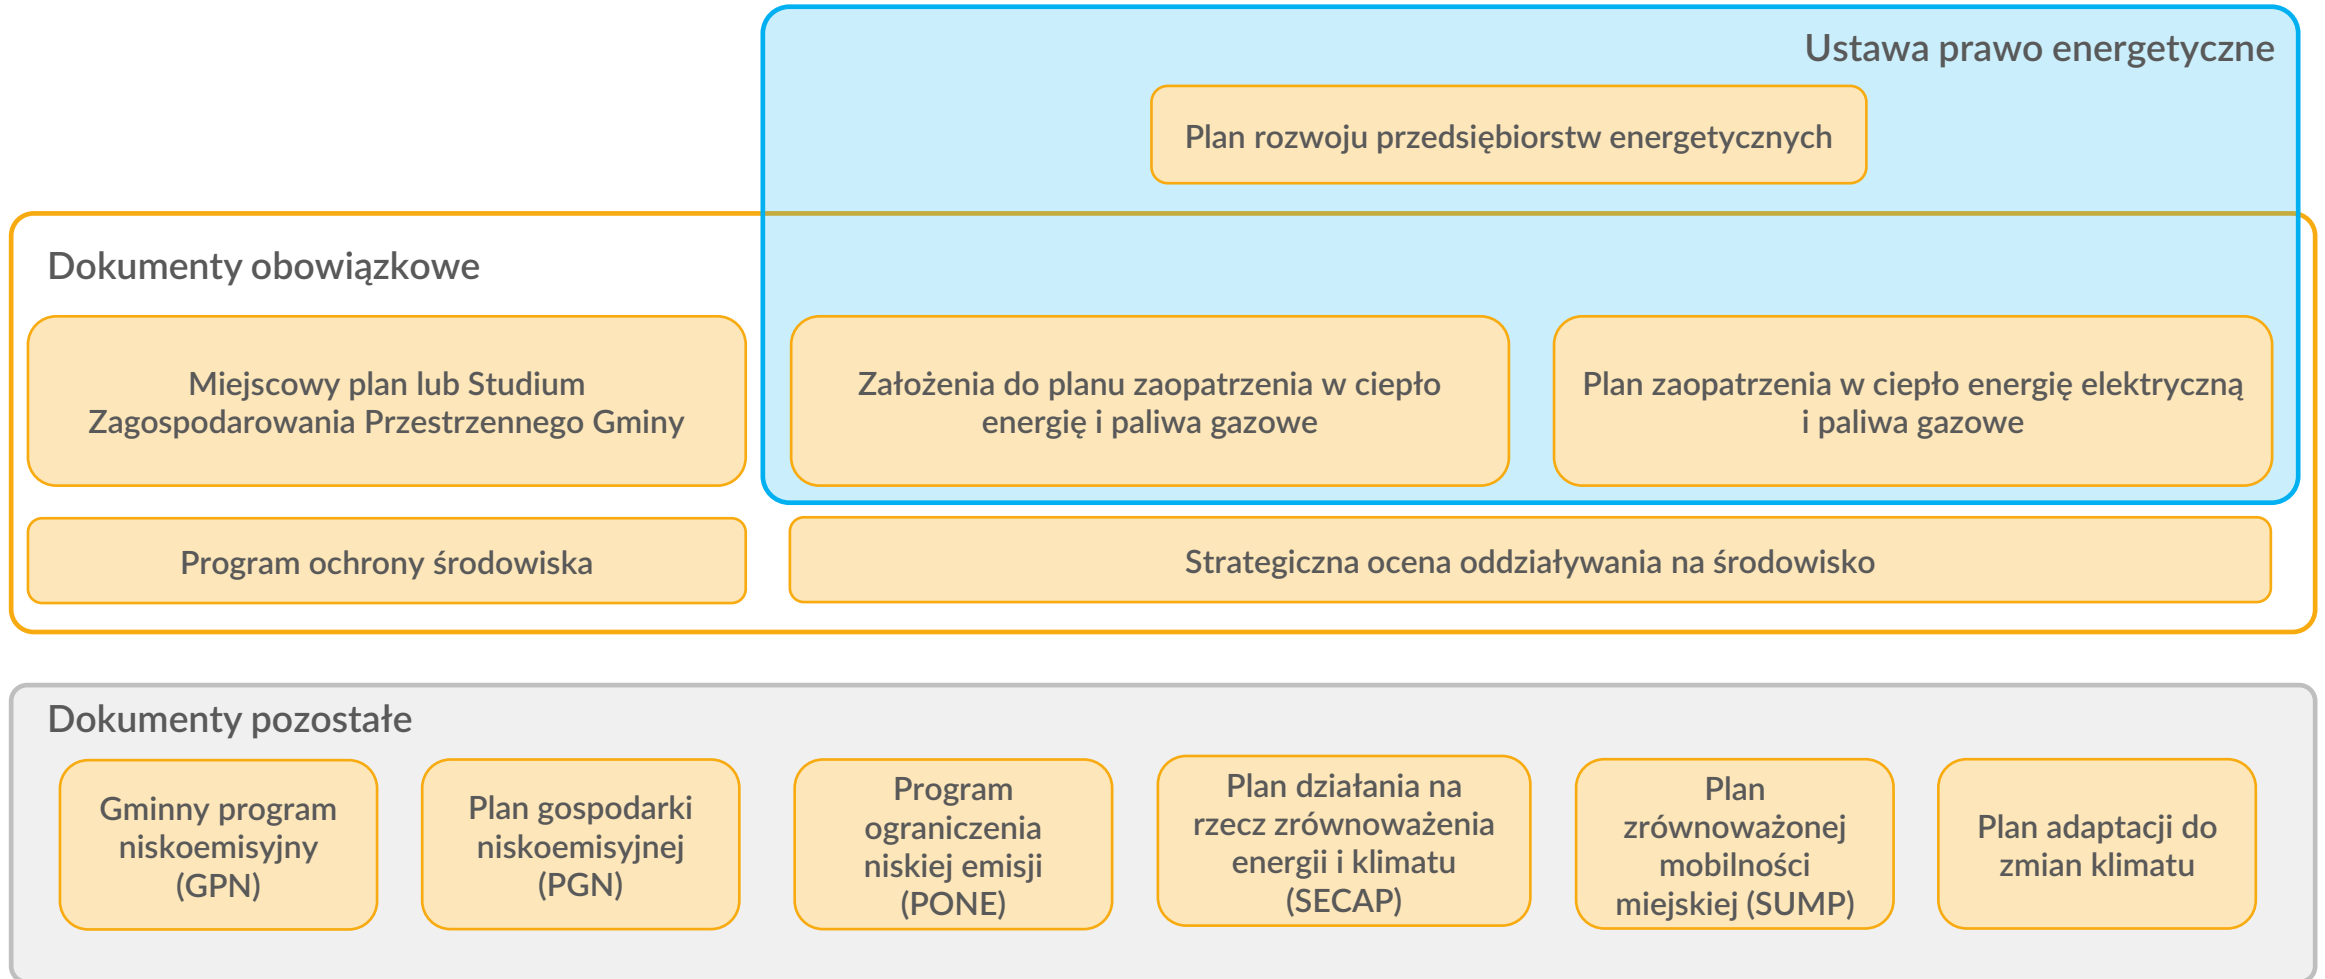 Ustawa prawo energetyczne
Plan rozwoju przedsiębiorstw energetycznych
Dokumenty obowiązkowe
Miejscowy plan lub Studium
Zagospodarowania Przestrzennego Gminy
Założenia do planu zaopatrzenia w ciepło
energię i paliwa gazowe
Plan zaopatrzenia w ciepło energię elektryczną
i paliwa gazowe
Program ochrony środowiska
Strategiczna ocena oddziaływania na środowisko
Dokumenty pozostałe
Gminny program
niskoemisyjny
(GPN)
Plan gospodarki
niskoemisyjnej
(PGN)
Program
ograniczenia
niskiej emisji
(PONE)
Plan działania na
rzecz zrównoważenia
energii i klimatu
(SECAP)
Plan
zrównoważonej
mobilności
miejskiej (SUMP)
Plan adaptacji do
zmian klimatu